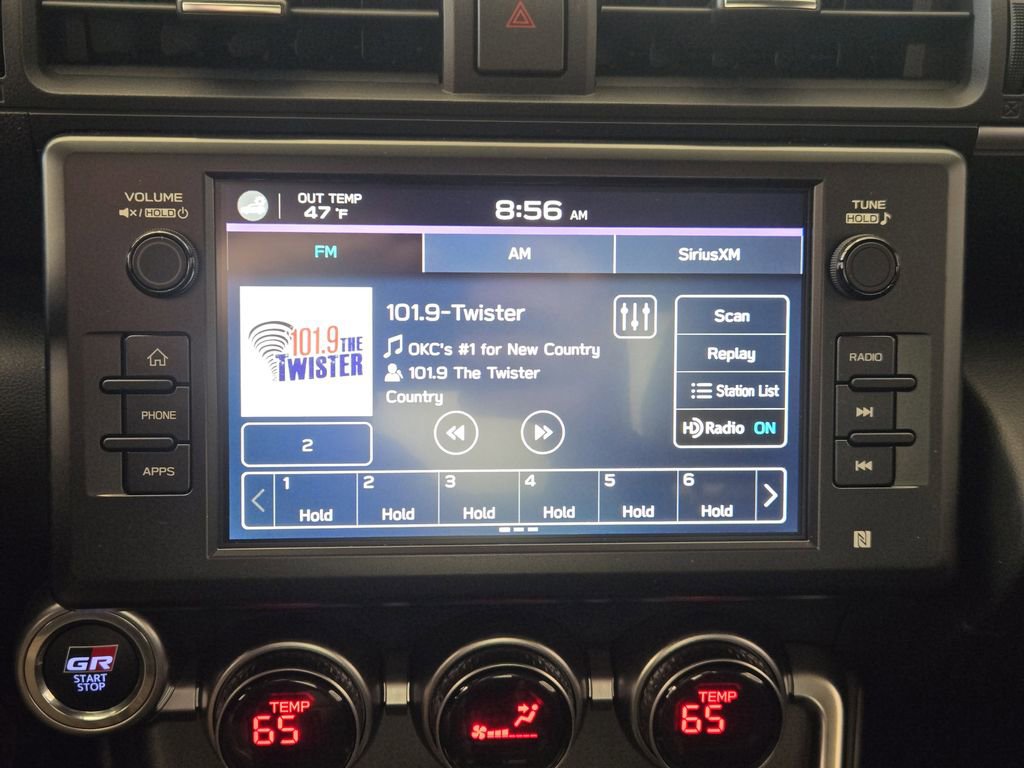 VOLUME
HOLD
OUT TEMP
47 °F
8:56 AM
TUNE
HOLD
FM
AM
SiriusXM
101.9 THE
TWISTER
101.9-Twister
OKC's #1 for New Country
101.9 The Twister
Country
Scan
Replay
Station List
HD Radio ON
2
1
Hold
2
Hold
3
Hold
4
Hold
5
Hold
6
Hold
PHONE
APPS
RADIO
GR
START
STOP
TEMP
65
TEMP
65